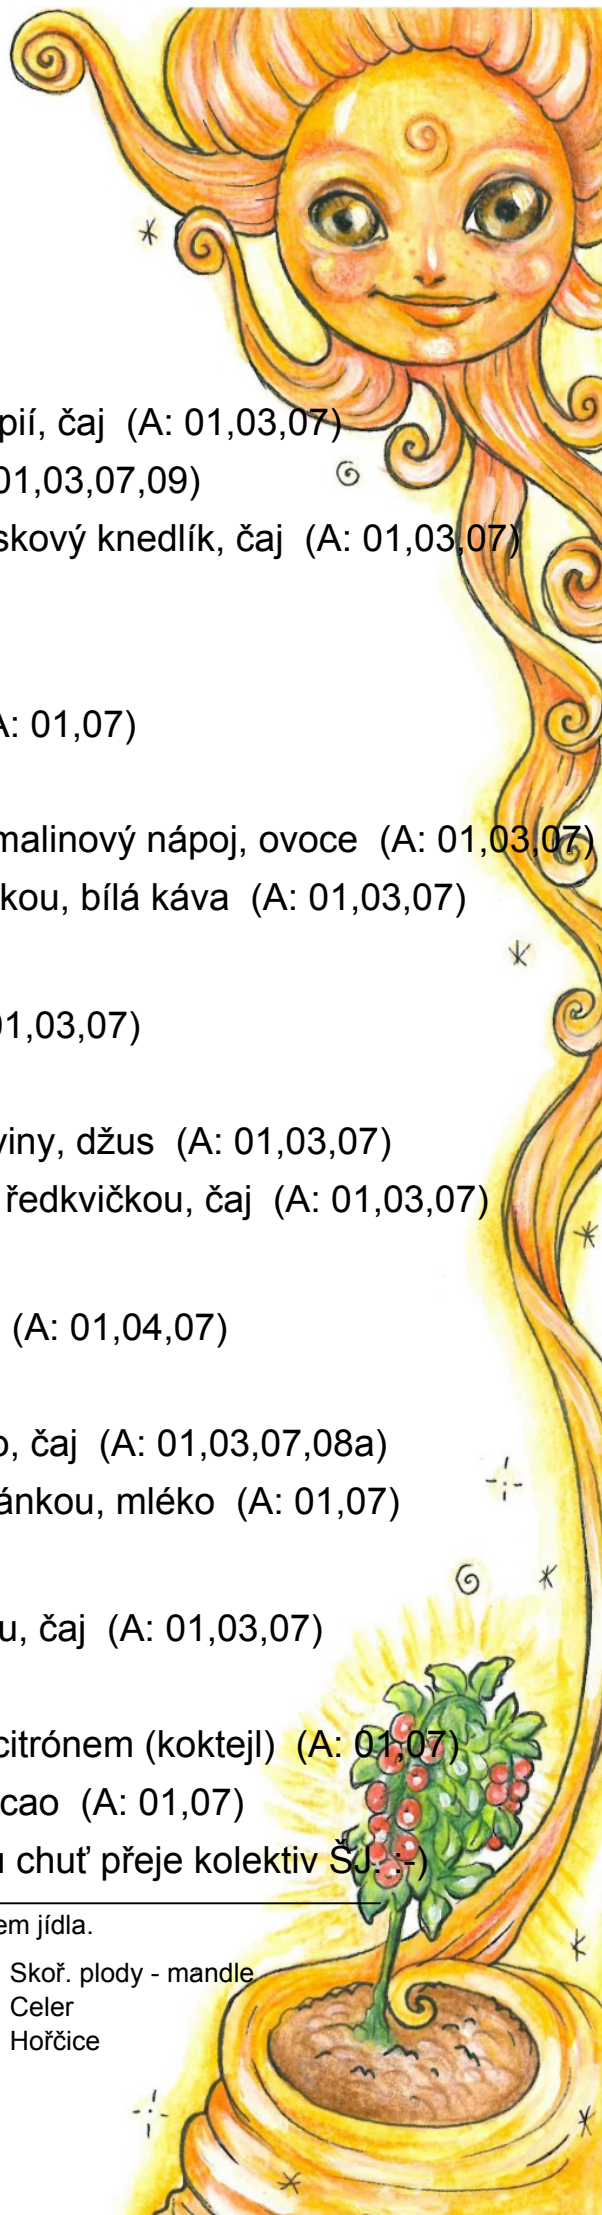 pií, čaj (A: 01,03,07)
01,03,07,09)
skový knedlík, čaj (A: 01,03,07)
A: 01,07)
malinový nápoj, ovoce (A: 01,03,07)
kou, bílá káva (A: 01,03,07)
01,03,07)
viny, džus (A: 01,03,07)
ředkvičkou, čaj (A: 01,03,07)
(A: 01,04,07)
o, čaj (A: 01,03,07,08a)
ánkou, mléko (A: 01,07)
u, čaj (A: 01,03,07)
citrónem (koktejl) (A: 01,07)
cao (A: 01,07)
u chuť přeje kolektiv ŠJ. :-)
em jídla.
Skoř. plody - mandle
Celer
Hořčice